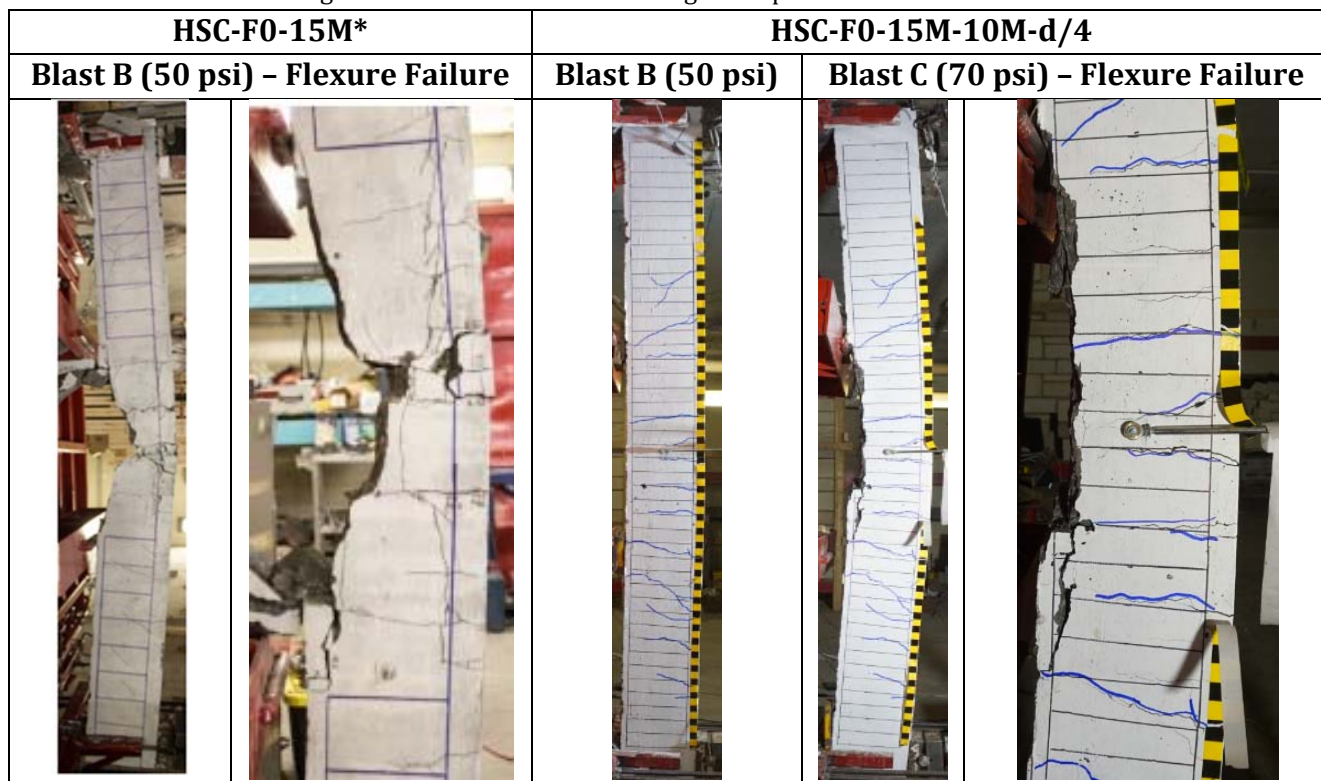 HSC-F0-15M*
HSC-F0-15M-10M-d/4
Blast B (50 psi) – Flexure Failure
Blast B (50 psi)
Blast C (70 psi) – Flexure Failure